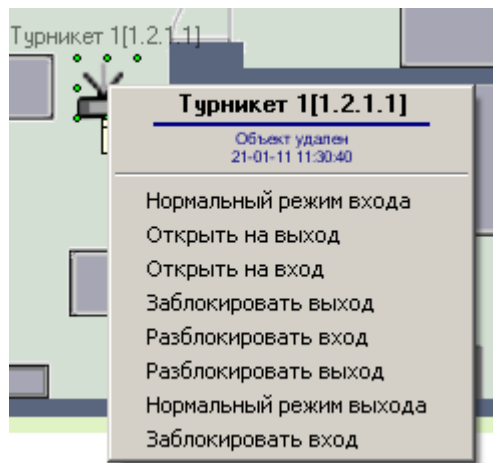 Турникет 1[1.2.1.1]
Турникет 1[1.2.1.1]
Объект удален
21-01-11 11:30:40
Нормальный режим входа
Открыть на выход
Открыть на вход
Заблокировать выход
Разблокировать вход
Разблокировать выход
Нормальный режим выхода
Заблокировать вход